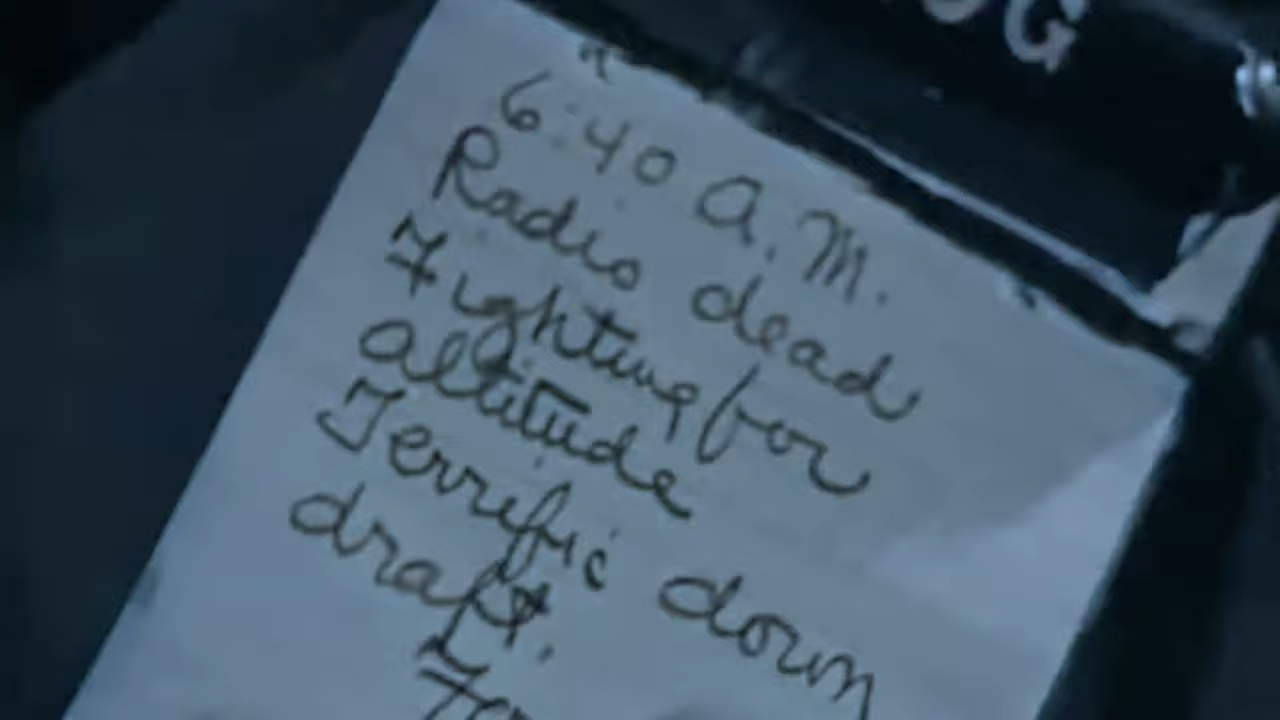 6:40 A.M.
Radio dead
Fighting for
altitude
Terrific down
draft.